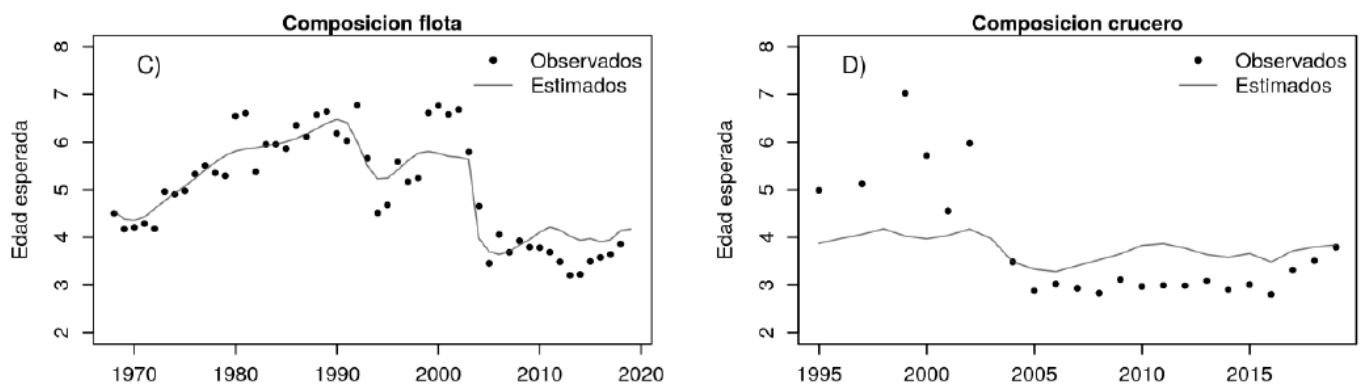 Composicion flota
C)
Observados
Estimados
Edad esperada
8
7
6
5
4
3
2
1970 1980 1990 2000 2010 2020
Composicion crucero
D)
Observados
Estimados
Edad esperada
8
7
6
5
4
3
2
1995 2000 2005 2010 2015